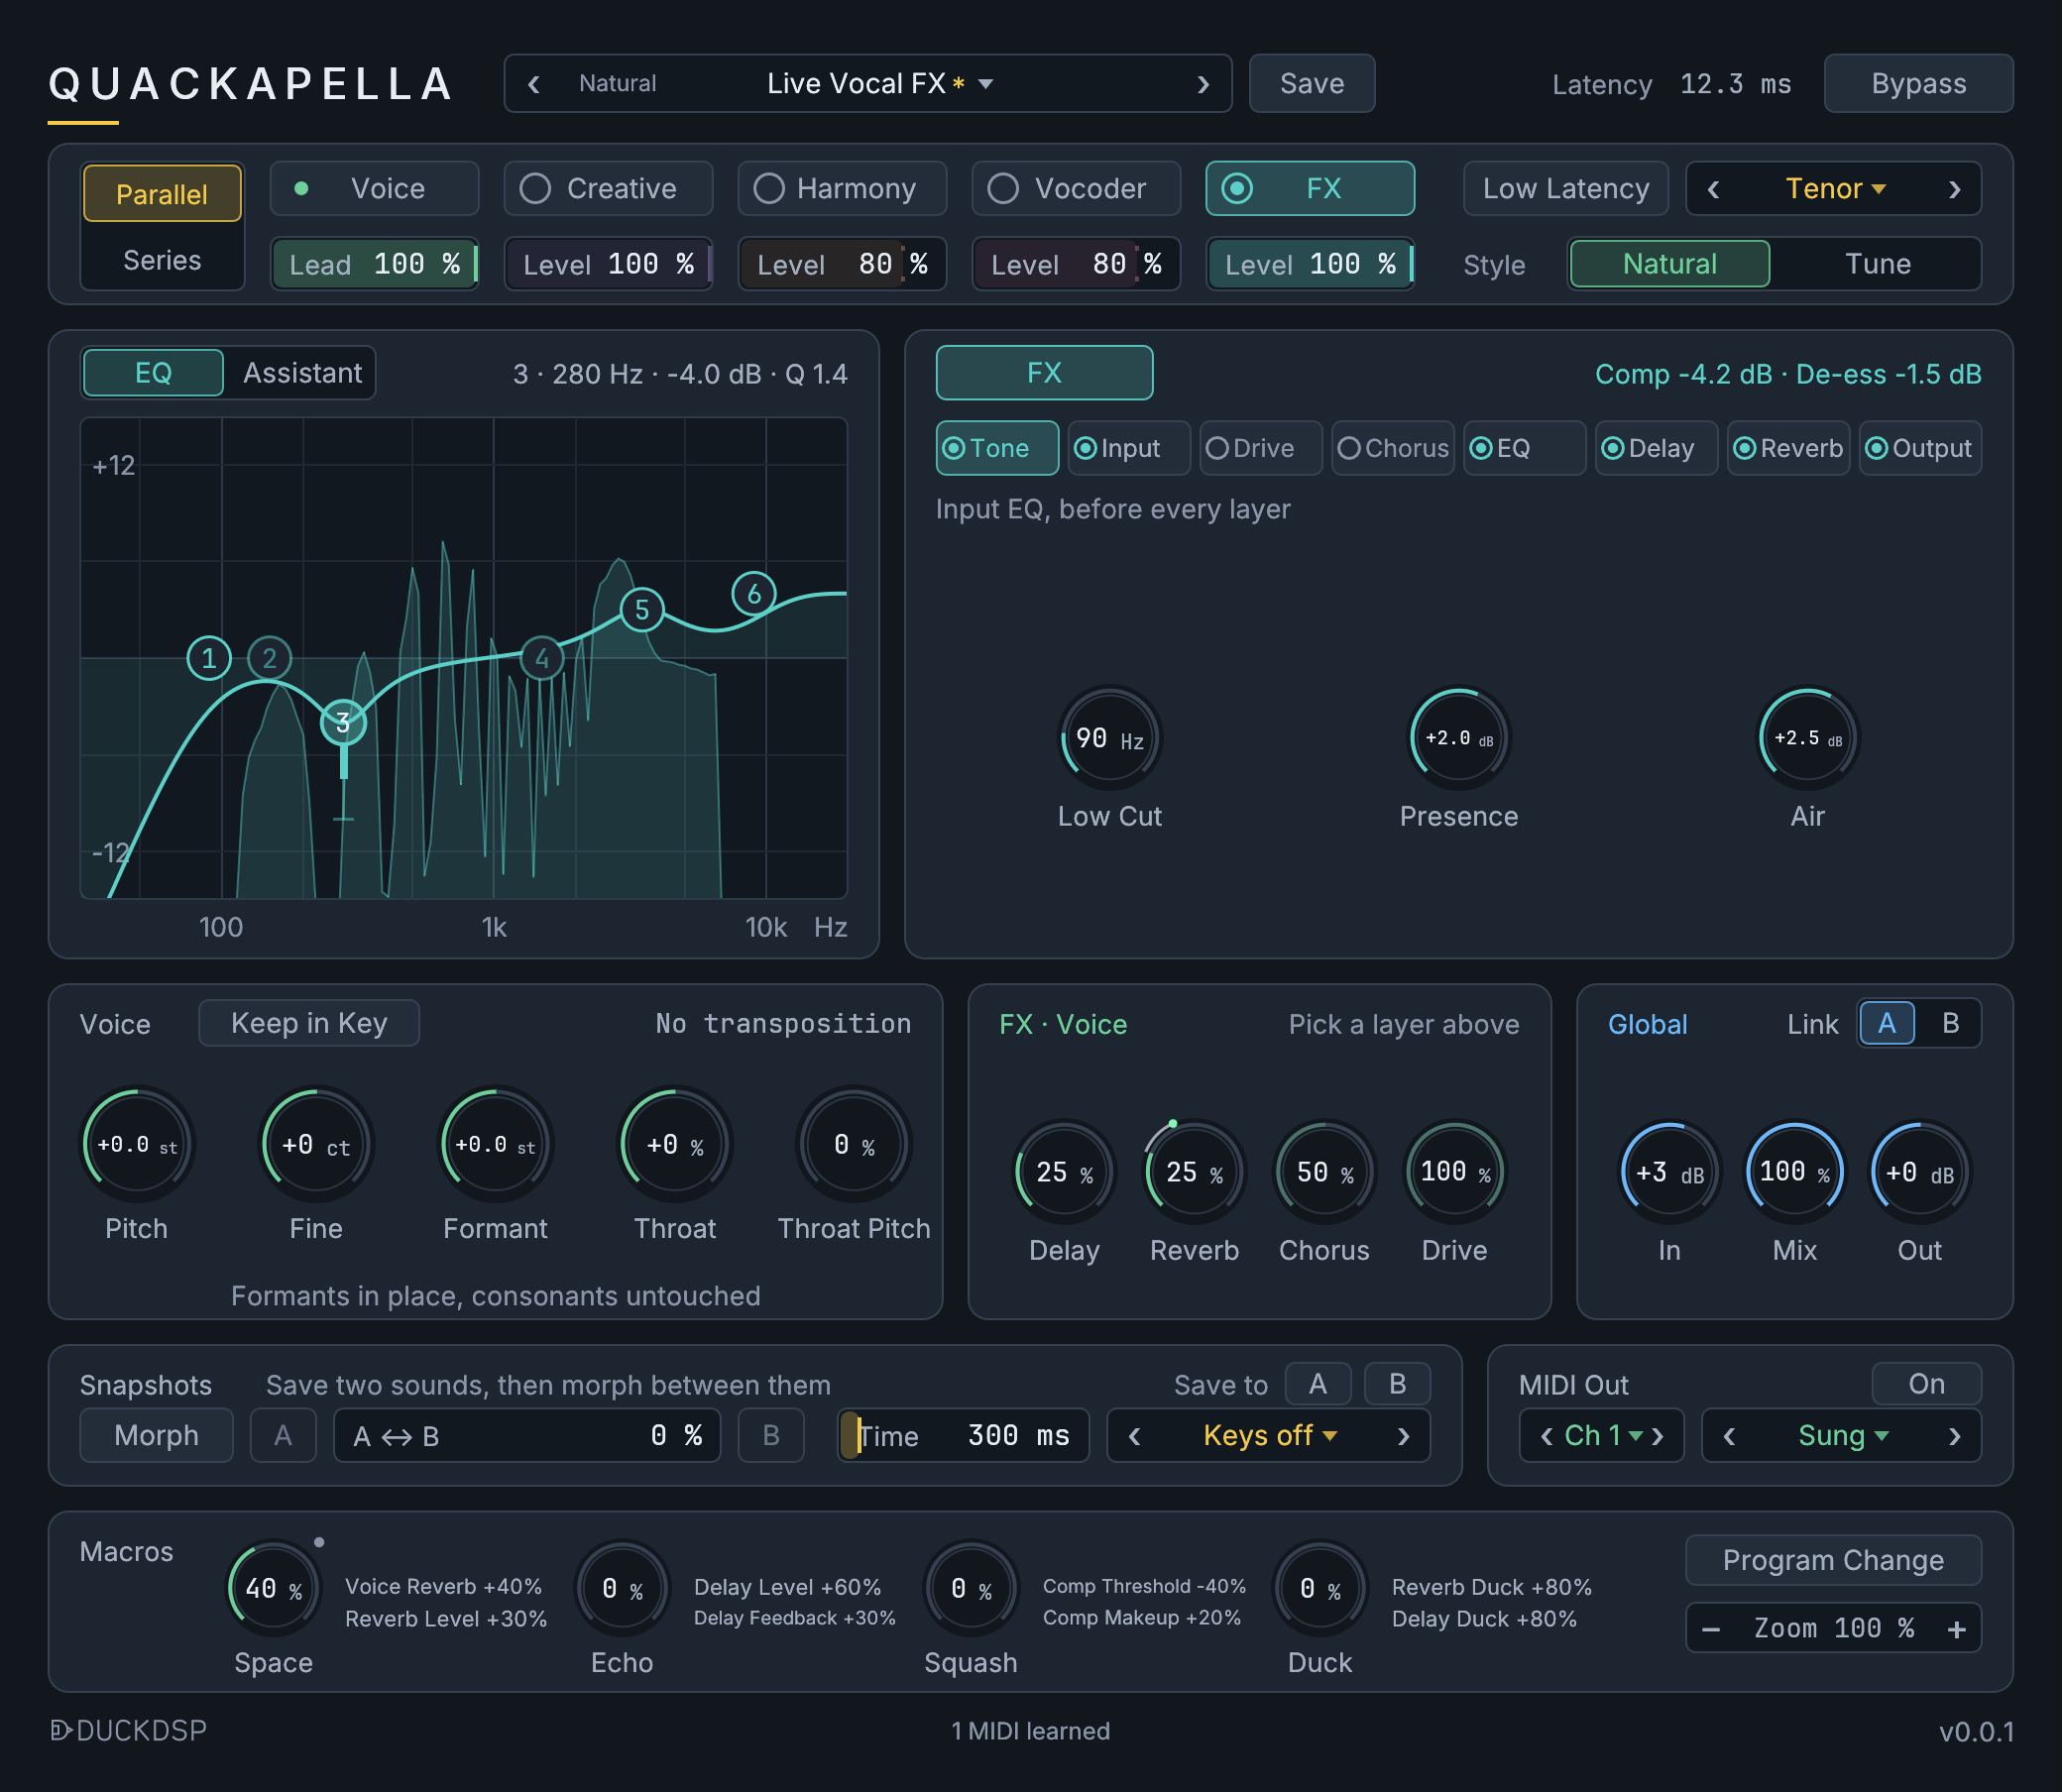 QUACKAPELLA
‹ Natural Live Vocal FX * ›
Save
Latency 12.3 ms
Bypass
Parallel
Voice
Creative
Harmony
Vocoder
FX
Low Latency
‹ Tenor ›
Series
Lead 100 %
Level 100 %
Level 80 %
Level 80 %
Level 100 %
Style
Natural
Tune
EQ
Assistant
3 · 280 Hz · -4.0 dB · Q 1.4
+12
1
2
3
4
5
6
-12
100
1k
10k
Hz
FX
Comp -4.2 dB · De-ess -1.5 dB
Tone
Input
Drive
Chorus
EQ
Delay
Reverb
Output
Input EQ, before every layer
90 Hz
+2.0 dB
+2.5 dB
Low Cut
Presence
Air
Voice
Keep in Key
No transposition
+0.0 st
+0 ct
+0.0 st
+0 %
0 %
Pitch
Fine
Formant
Throat
Throat Pitch
Formants in place, consonants untouched
FX · Voice
Pick a layer above
25 %
25 %
50 %
100 %
Delay
Reverb
Chorus
Drive
Global
Link
A
B
+3 dB
100 %
+0 dB
In
Mix
Out
Snapshots
Save two sounds, then morph between them
Save to
A
B
Morph
A
A ↔ B 0 %
B
Time 300 ms
‹ Keys off ›
MIDI Out
On
‹ Ch 1 ›
‹ Sung ›
Macros
40 %
Space
Voice Reverb +40%
Reverb Level +30%
0 %
Echo
Delay Level +60%
Delay Feedback +30%
0 %
Squash
Comp Threshold -40%
Comp Makeup +20%
0 %
Duck
Reverb Duck +80%
Delay Duck +80%
Program Change
− Zoom 100 % +
DUCKDSP
1 MIDI learned
v0.0.1